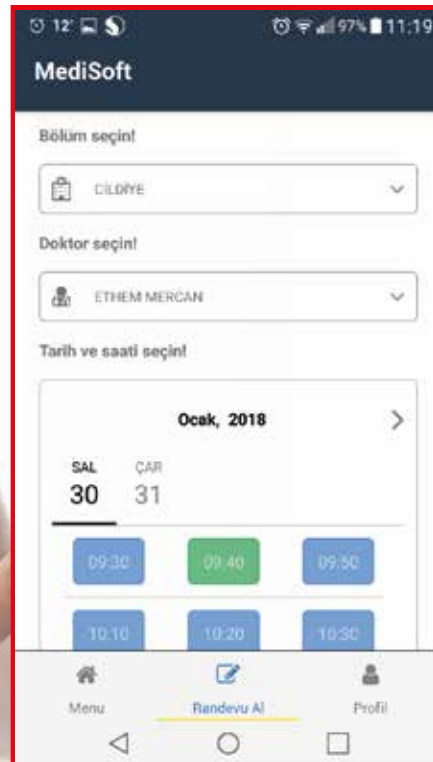 12° 97% 11:19
MediSoft
Bölüm seçin!
CİLDİYE
Doktor seçin!
ETHEM MERCAN
Tarih ve saati seçin!
Ocak, 2018
SAL ÇAR
30 31
09:30 09:40 09:50
10:10 10:20 10:30
Menu Randevu Al Profil